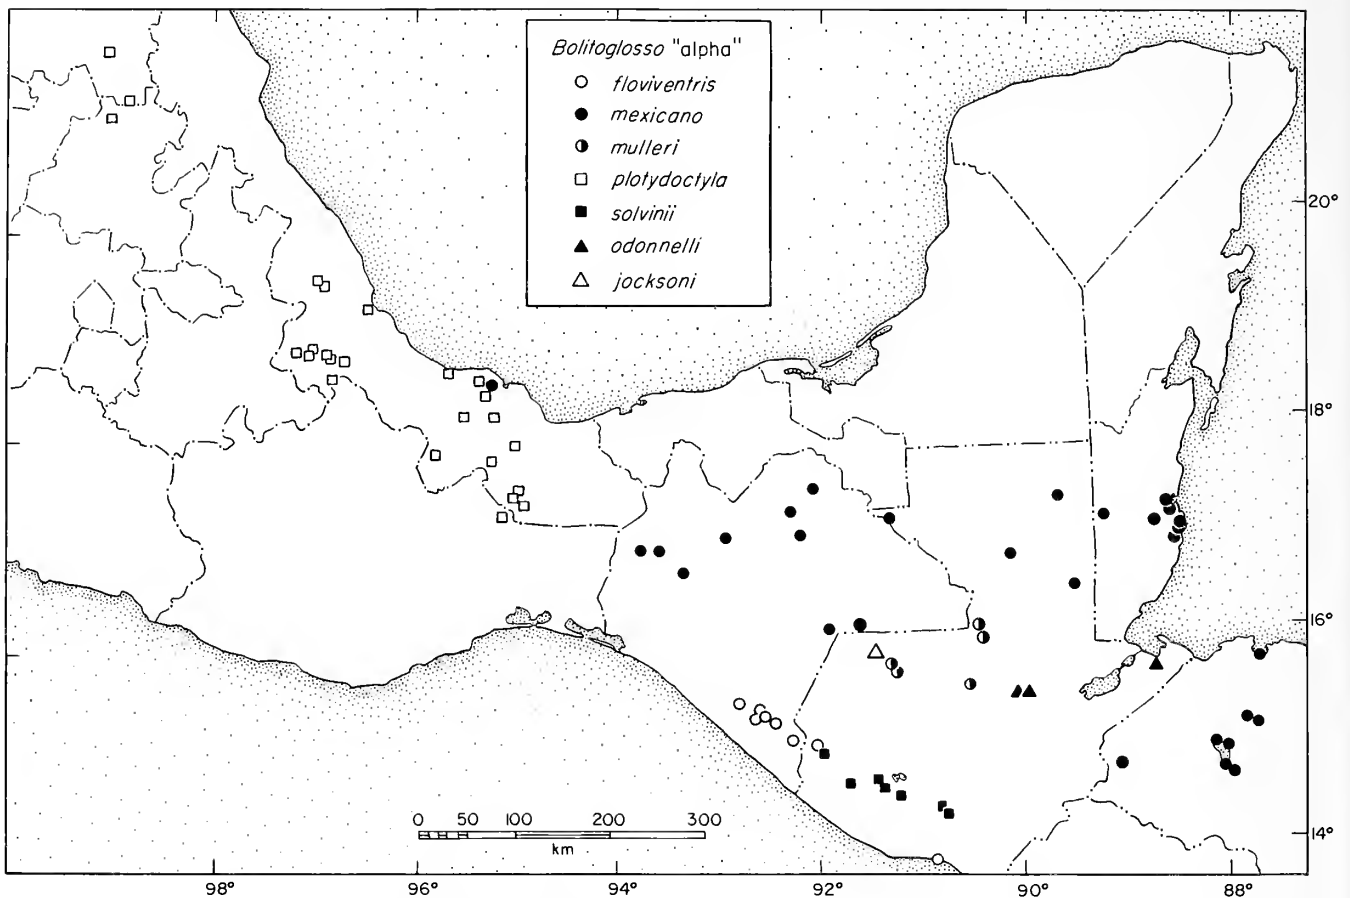 Bolitoglosso "alpha"
floviventris
mexicano
mulleri
plotydoctyla
solvinii
odonnelli
jocksoni
20°
18°
16°
14°
0 50 100 200 300
km
98° 96° 94° 92° 90° 88°